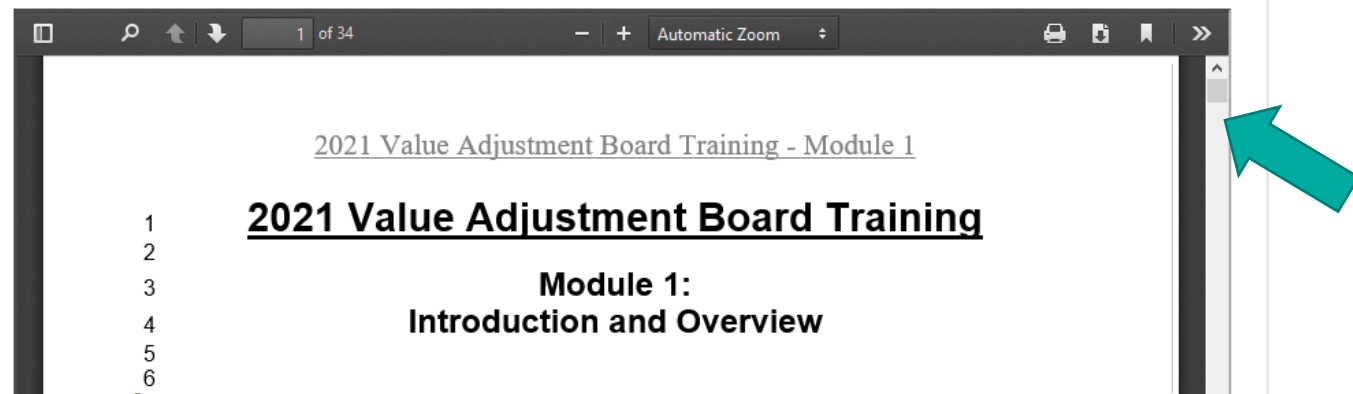 1 of 34 Automatic Zoom
2021 Value Adjustment Board Training - Module 1
1 2021 Value Adjustment Board Training
2
3 Module 1:
4 Introduction and Overview
5
6